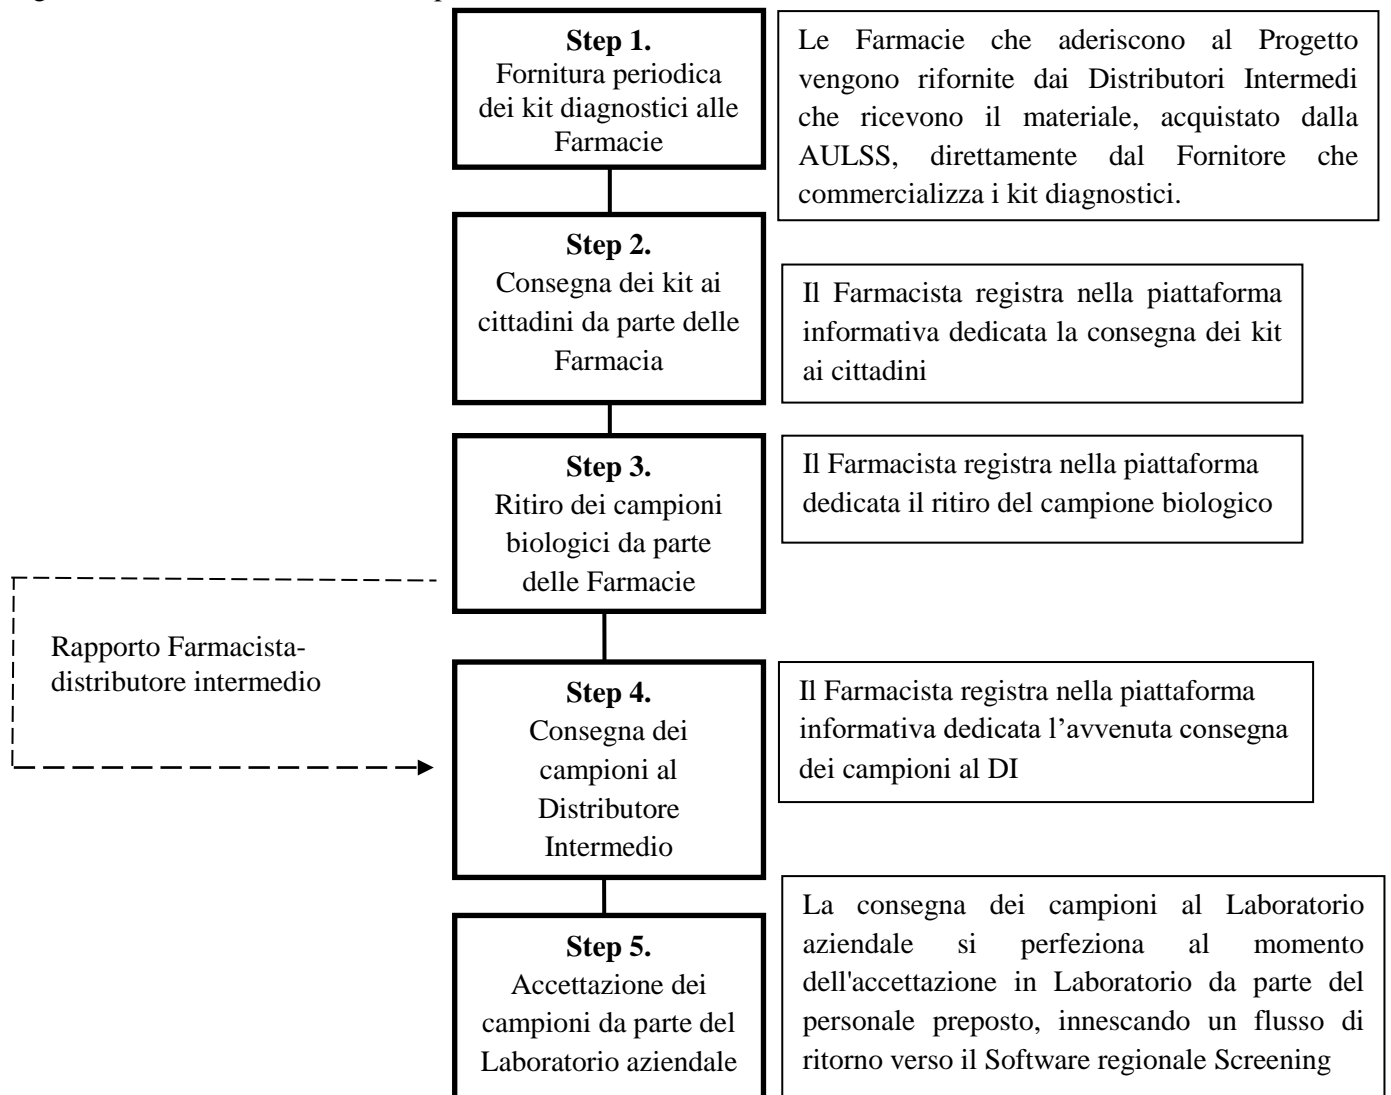 Step 1.
Fornitura periodica
dei kit diagnostici alle
Farmacie
Le Farmacie che aderiscono al Progetto
vengono rifornite dai Distributori Intermedi
che ricevono il materiale, acquistato dalla
AULSS, direttamente dal Fornitore che
commercializza i kit diagnostici.
Step 2.
Consegna dei kit ai
cittadini da parte delle
Farmacia
Il Farmacista registra nella piattaforma
informativa dedicata la consegna dei kit
ai cittadini
Step 3.
Ritiro dei campioni
biologici da parte
delle Farmacie
Il Farmacista registra nella piattaforma
dedicata il ritiro del campione biologico
Rapporto Farmacista-
distributore intermedio
Step 4.
Consegna dei
campioni al
Distributore
Intermedio
Il Farmacista registra nella piattaforma
informativa dedicata l’avvenuta consegna
dei campioni al DI
Step 5.
Accettazione dei
campioni da parte del
Laboratorio aziendale
La consegna dei campioni al Laboratorio
aziendale si perfeziona al momento
dell'accettazione in Laboratorio da parte del
personale preposto, innescando un flusso di
ritorno verso il Software regionale Screening